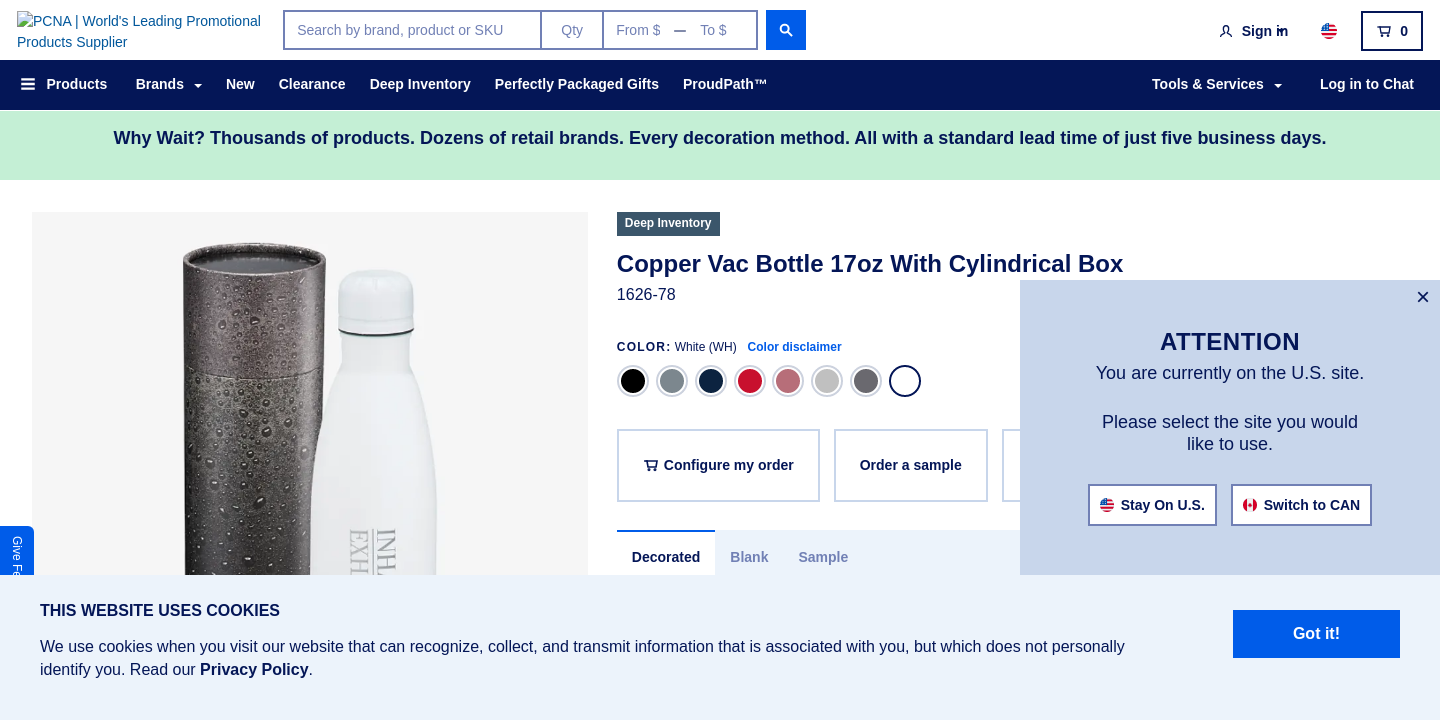 PCNA | World's Leading Promotional
Products Supplier
Search by brand, product or SKU
Qty
From $
To $
Sign in
0
Products
Brands
New
Clearance
Deep Inventory
Perfectly Packaged Gifts
ProudPath™
Tools & Services
Log in to Chat
Why Wait? Thousands of products. Dozens of retail brands. Every decoration method. All with a standard lead time of just five business days.
Deep Inventory
Copper Vac Bottle 17oz With Cylindrical Box
1626-78
COLOR: White (WH) Color disclaimer
Configure my order
Order a sample
Decorated
Blank
Sample
ATTENTION
You are currently on the U.S. site.
Please select the site you would
like to use.
Stay On U.S.
Switch to CAN
Give
THIS WEBSITE USES COOKIES
We use cookies when you visit our website that can recognize, collect, and transmit information that is associated with you, but which does not personally
identify you. Read our Privacy Policy.
Got it!